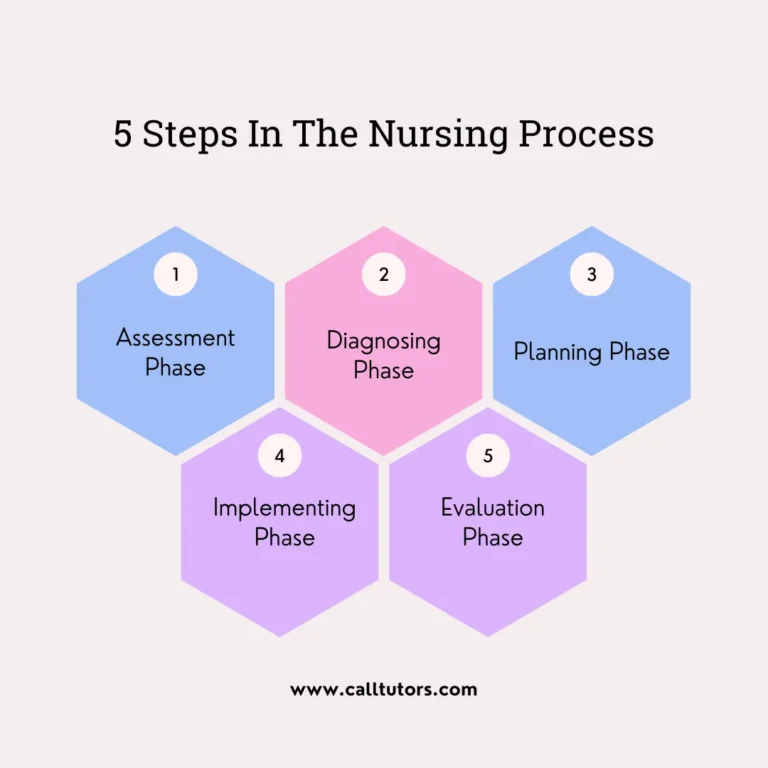 5 Steps In The Nursing Process
1
Assessment
Phase
2
Diagnosing
Phase
3
Planning Phase
4
Implementing
Phase
5
Evaluation
Phase
www.calltutors.com